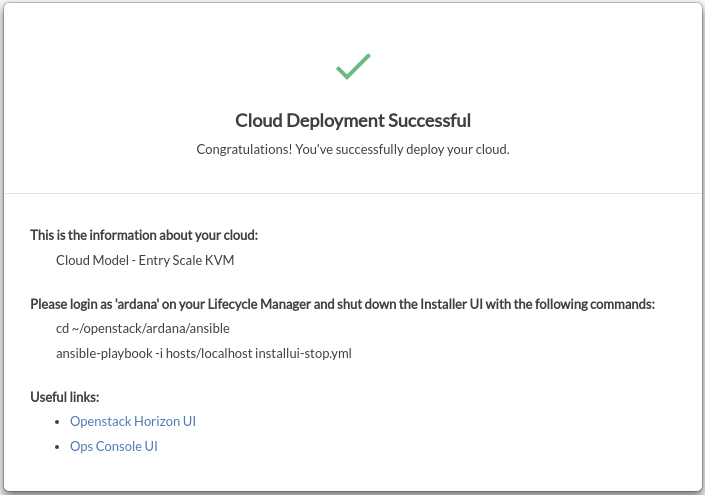 Cloud Deployment Successful
Congratulations! You've successfully deploy your cloud.
This is the information about your cloud:
Cloud Model - Entry Scale KVM
Please login as 'ardana' on your Lifecycle Manager and shut down the Installer UI with the following commands:
cd ~/openstack/ardana/ansible
ansible-playbook -i hosts/localhost installui-stop.yml
Useful links:
• Openstack Horizon UI
• Ops Console UI